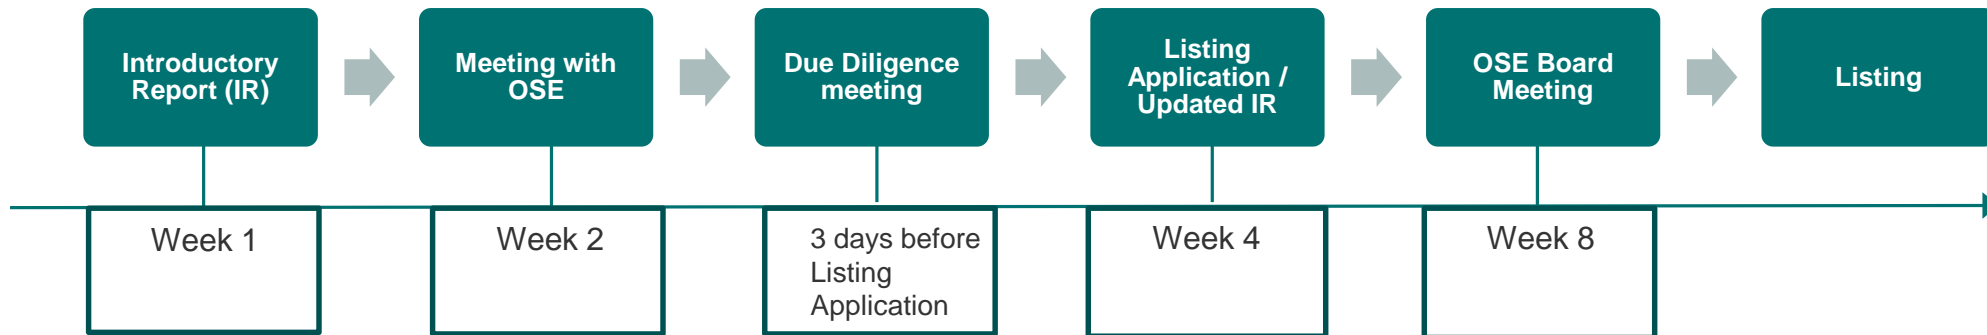 Introductory
Report (IR)
Meeting with
OSE
Due Diligence
meeting
Listing
Application /
Updated IR
OSE Board
Meeting
Listing
Week 1
Week 2
3 days before
Listing
Application
Week 4
Week 8